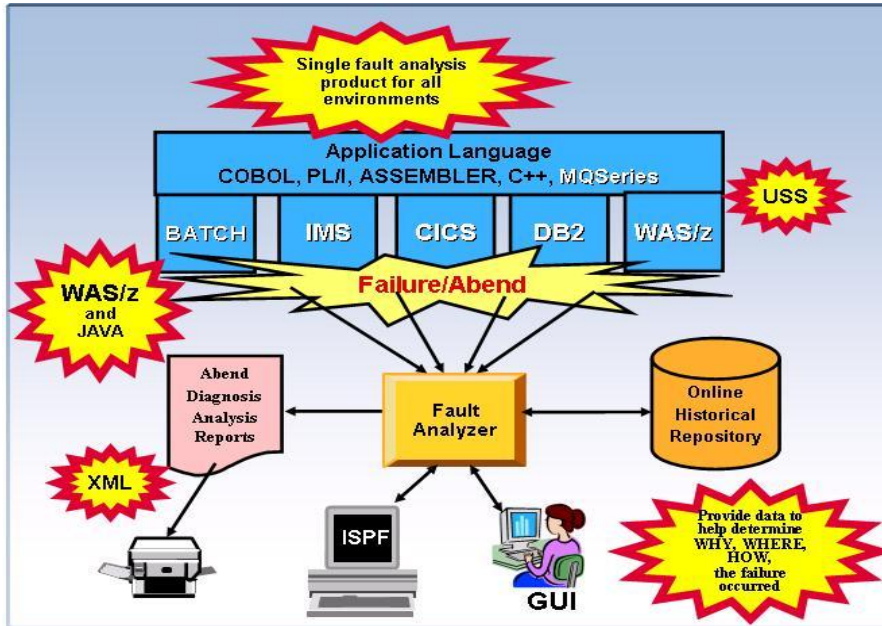 Single fault analysis
product for all
environments
Application Language
COBOL, PL/I, ASSEMBLER, C++, MQSeries
USS
BATCH
IMS
CICS
DB2
WAS/z
Failure/Abend
WAS/z
and
JAVA
Abend
Diagnosis
Analysis
Reports
Fault
Analyzer
Online
Historical
Repository
XML
ISPF
GUI
Provide data to
help determine
WHY, WHERE,
HOW,
the failure
occurred